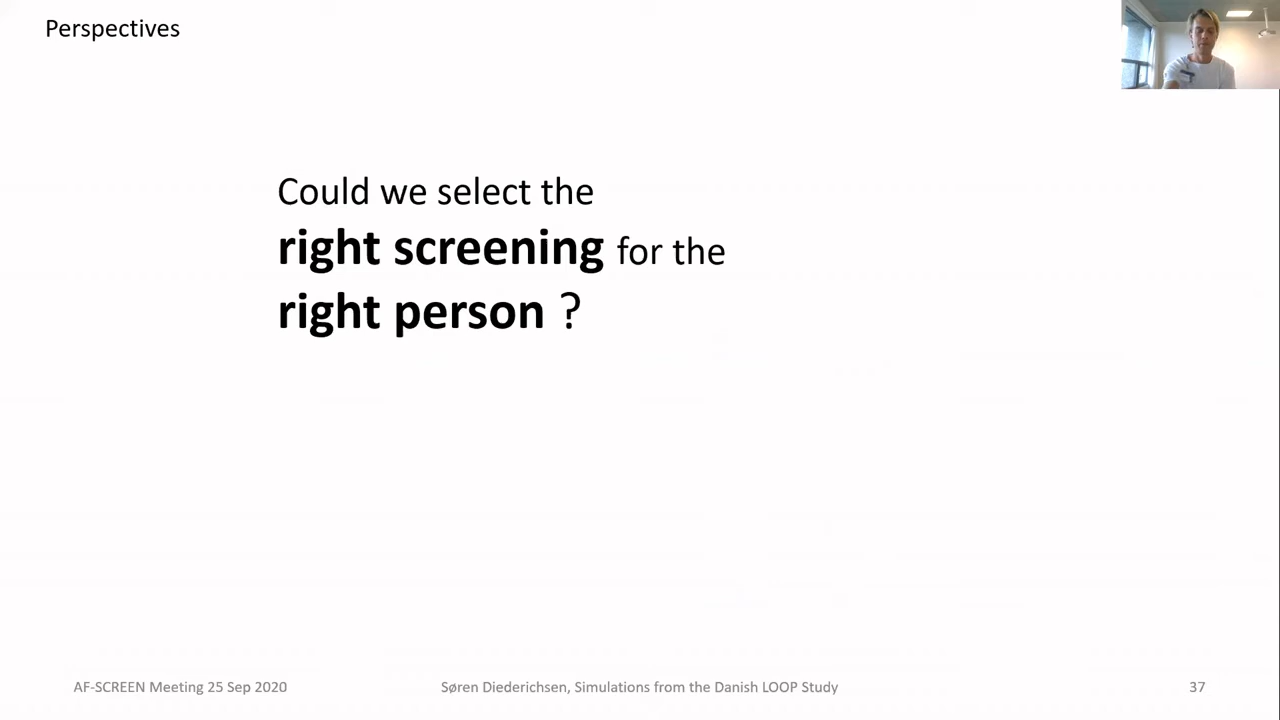 Perspectives
Could we select the
right screening for the
right person ?
AF-SCREEN Meeting 25 Sep 2020
Søren Diederichsen, Simulations from the Danish LOOP Study
37